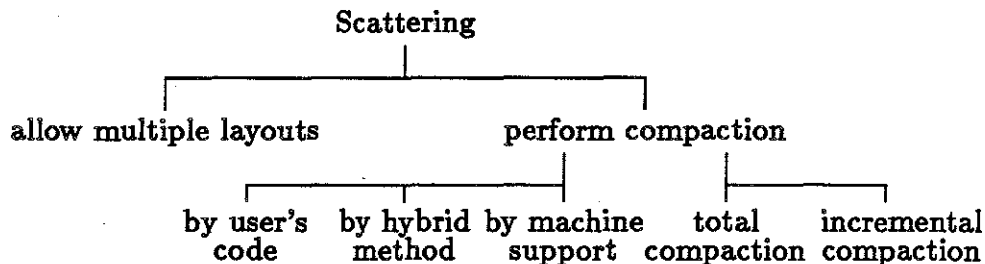 Scattering
allow multiple layouts
perform compaction
by user's
code
by hybrid
method
by machine
support
total
compaction
incremental
compaction